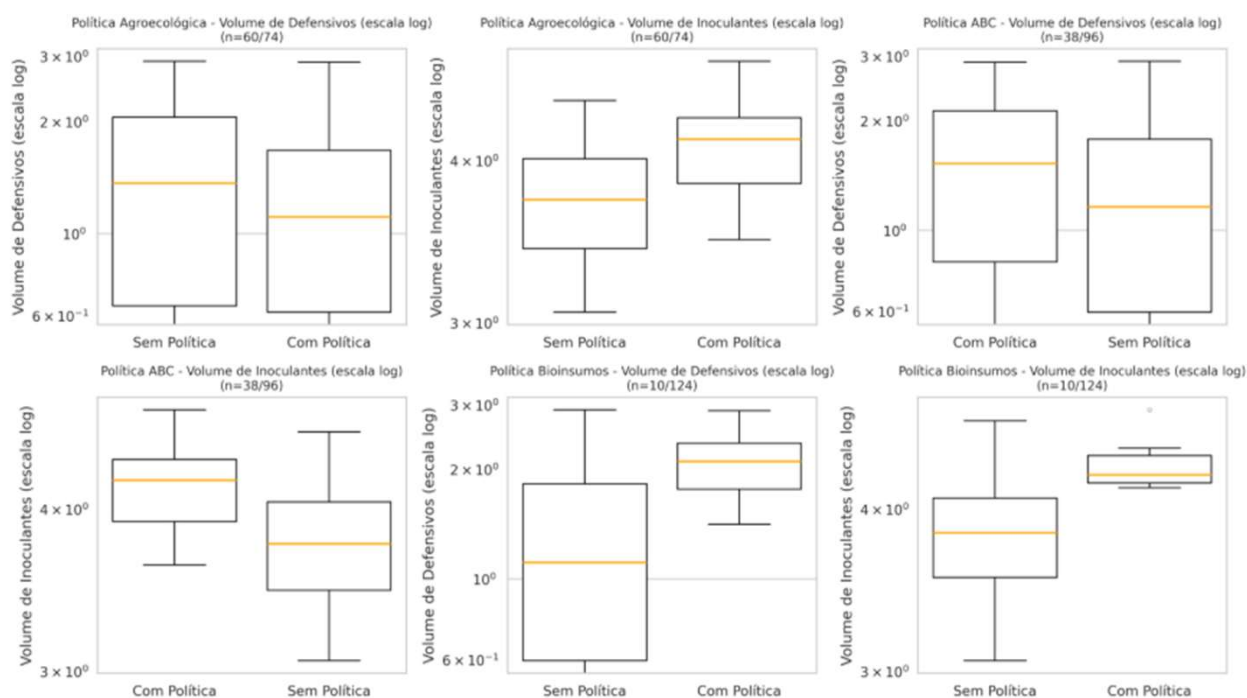 Política Agroecológica - Volume de Defensivos (escala log)
(n=60/74)
Volume de Defensivos (escala log)
3 × 10⁰
2 × 10⁰
10⁰
6 × 10⁻¹
Sem Política Com Política
Política Agroecológica - Volume de Inoculantes (escala log)
(n=60/74)
Volume de Inoculantes (escala log)
4 × 10⁰
3 × 10⁰
Sem Política Com Política
Política ABC - Volume de Defensivos (escala log)
(n=38/96)
Volume de Defensivos (escala log)
3 × 10⁰
2 × 10⁰
10⁰
6 × 10⁻¹
Com Política Sem Política
Política ABC - Volume de Inoculantes (escala log)
(n=38/96)
Volume de Inoculantes (escala log)
4 × 10⁰
3 × 10⁰
Com Política Sem Política
Política Bioinsumos - Volume de Defensivos (escala log)
(n=10/124)
Volume de Defensivos (escala log)
3 × 10⁰
2 × 10⁰
10⁰
6 × 10⁻¹
Sem Política Com Política
Política Bioinsumos - Volume de Inoculantes (escala log)
(n=10/124)
Volume de Inoculantes (escala log)
4 × 10⁰
3 × 10⁰
Sem Política Com Política